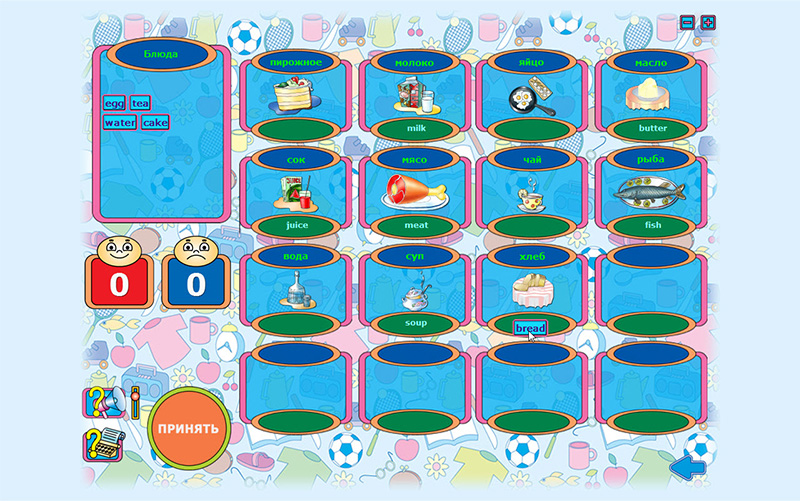 Блюда
egg tea
water cake
0 0
ПРИНЯТЬ
пирожное молоко яйцо масло
milk butter
сок мясо чай рыба
juice meat fish
вода суп хлеб
soup bread